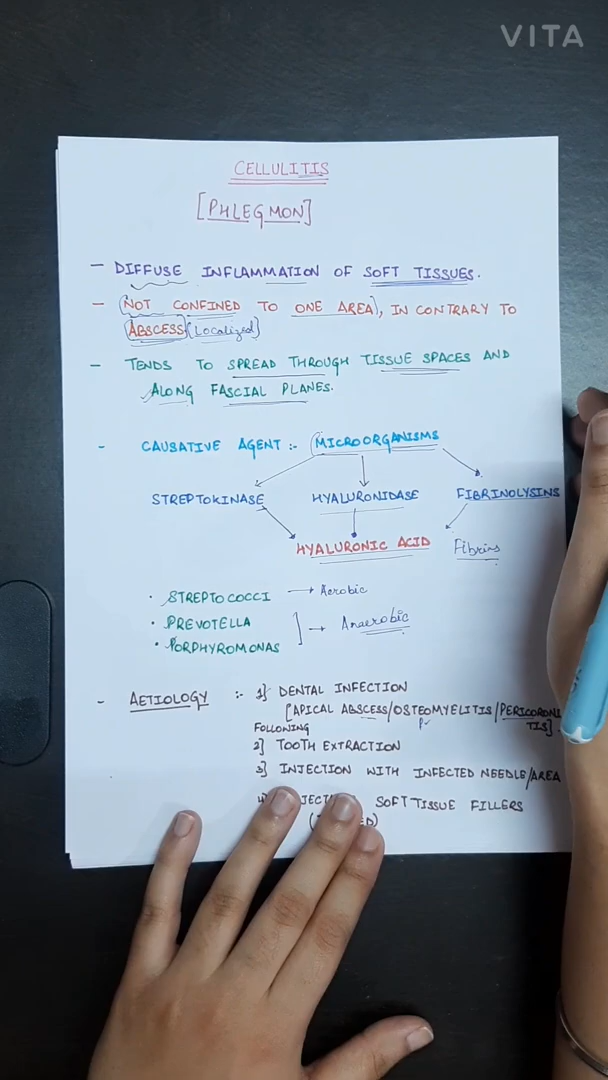 VITA
CELLULITIS
[PHLEGMON]
- DIFFUSE INFLAMMATION OF SOFT TISSUES.
- (NOT CONFINED TO ONE AREA), IN CONTRARY TO
ABSCESS [Localized]
- TENDS TO SPREAD THROUGH TISSUE SPACES AND
ALONG FASCIAL PLANES.
- CAUSATIVE AGENT :- MICROORGANISMS
STREPTOKINASE HYALURONIDASE FIBRINOLYSINS
HYALURONIC ACID Fibrins
· STREPTOCOCCI → Aerobic
· PREVOTELLA
· PORPHYROMONAS ] → Anaerobic
- AETIOLOGY :- 1] DENTAL INFECTION
[APICAL ABSCESS/OSTEOMYELITIS/PERICORONI
TIS].
FOLLOWING
2] TOOTH EXTRACTION
3] INJECTION WITH INFECTED NEEDLE/AREA
SOFT TISSUE FILLERS